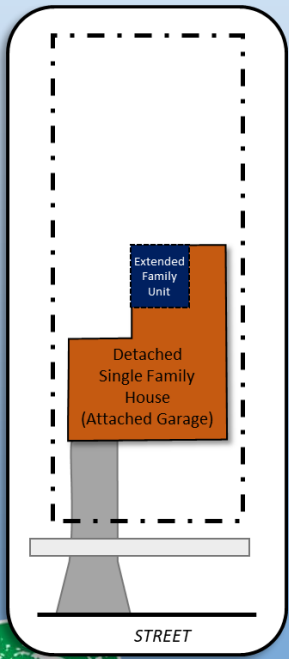 Extended
Family
Unit
Detached
Single Family
House
(Attached Garage)
STREET